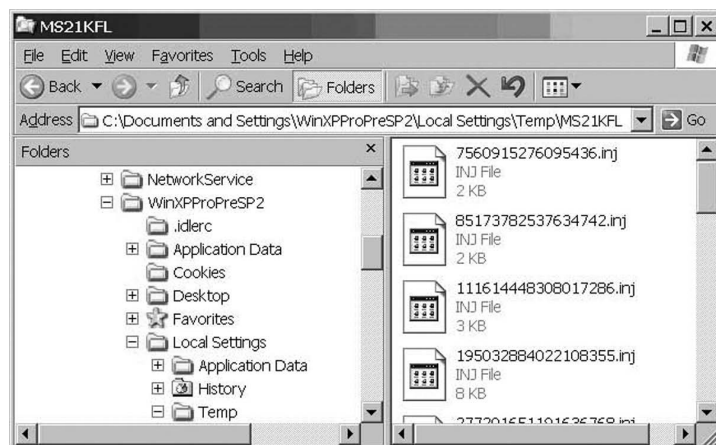 MS21KFL
File Edit View Favorites Tools Help
Back Search Folders
Address C:\Documents and Settings\WinXPProPreSP2\Local Settings\Temp\MS21KFL Go
Folders
NetworkService
WinXPProPreSP2
.idlerc
Application Data
Cookies
Desktop
Favorites
Local Settings
Application Data
History
Temp
7560915276095436.inj
INJ File
2 KB
85173782537634742.inj
INJ File
2 KB
111614448308017286.inj
INJ File
3 KB
195032884022108355.inj
INJ File
8 KB